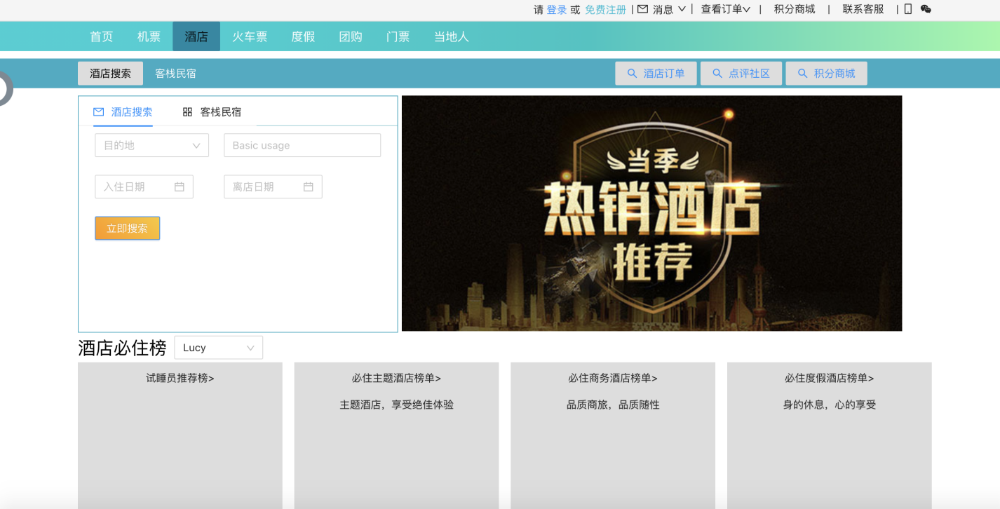 请 登录 或 免费注册 | 消息 | 查看订单 | 积分商城 | 联系客服 |
首页 机票 酒店 火车票 度假 团购 门票 当地人
酒店搜索 客栈民宿 酒店订单 点评社区 积分商城
酒店搜索 客栈民宿
目的地 Basic usage
入住日期 离店日期
立即搜索
当季
热销酒店
推荐
酒店必住榜 Lucy
试睡员推荐榜> 必住主题酒店榜单> 必住商务酒店榜单> 必住度假酒店榜单>
主题酒店，享受绝佳体验 品质商旅，品质随性 身的休息，心的享受